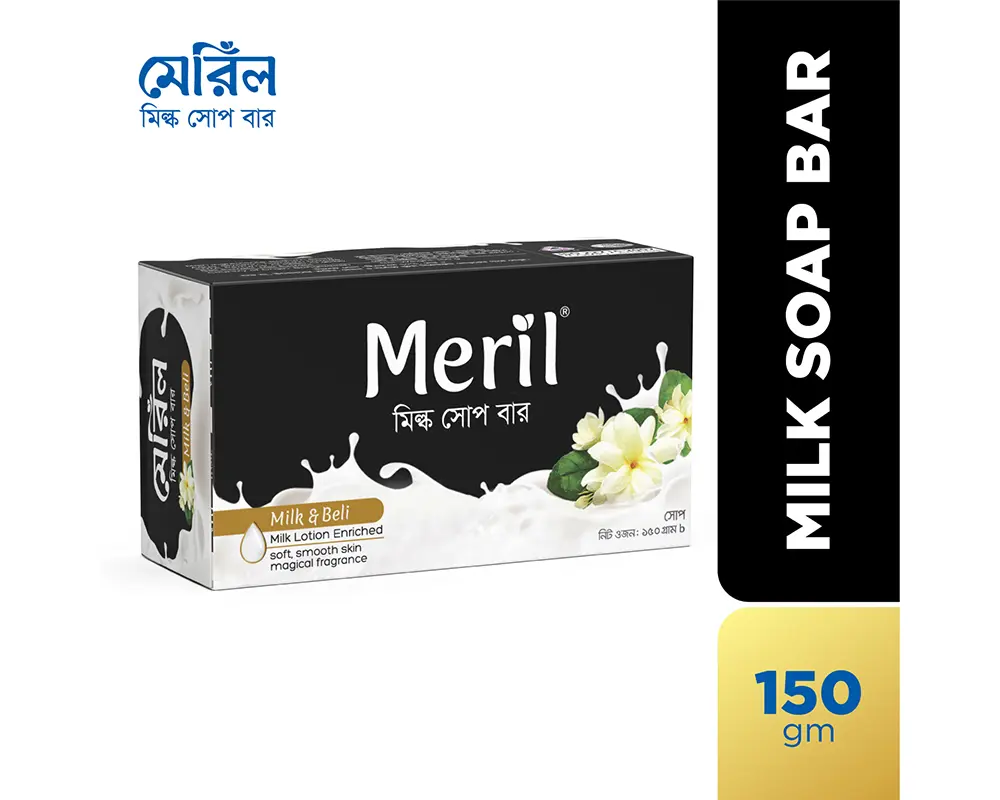 মেরিল
মিল্ক সোপ বার
Meril®
মিল্ক সোপ বার
Milk & Beli
Milk Lotion Enriched
soft, smooth skin
magical fragrance
সোপ
নিট ওজন: ১৫০ গ্রাম b
মেরিল
মিল্ক সোপ বার
Milk & Beli
MILK SOAP BAR
150
gm